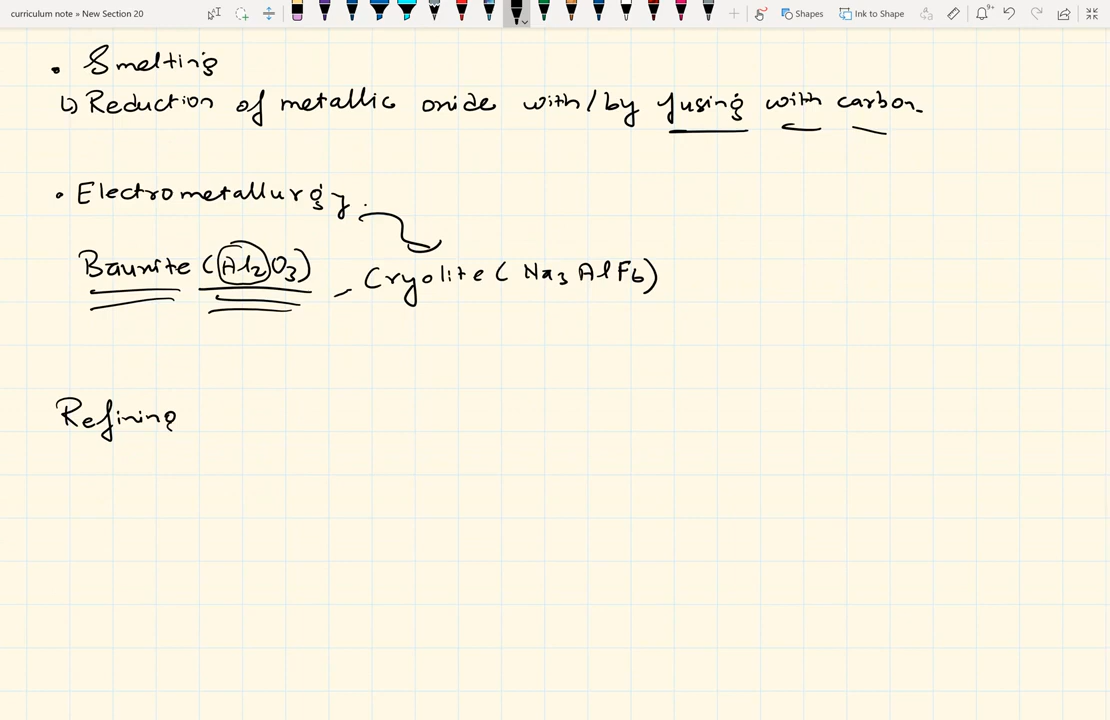 curriculum note » New Section 20
Shapes
Ink to Shape
9+
• Smelting
↳ Reduction of metallic oxide with/by fusing with carbon.
• Electrometallurgy.
Bauxite (Al2O3) – Cryolite (Na3AlF6)
Refining